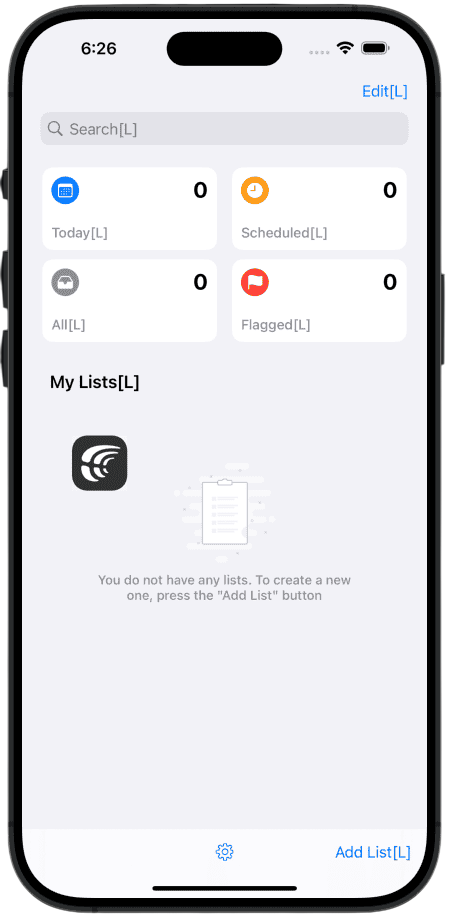 6:26
Edit[L]
Search[L]
0
Today[L]
0
Scheduled[L]
0
All[L]
0
Flagged[L]
My Lists[L]
You do not have any lists. To create a new
one, press the "Add List" button
Add List[L]